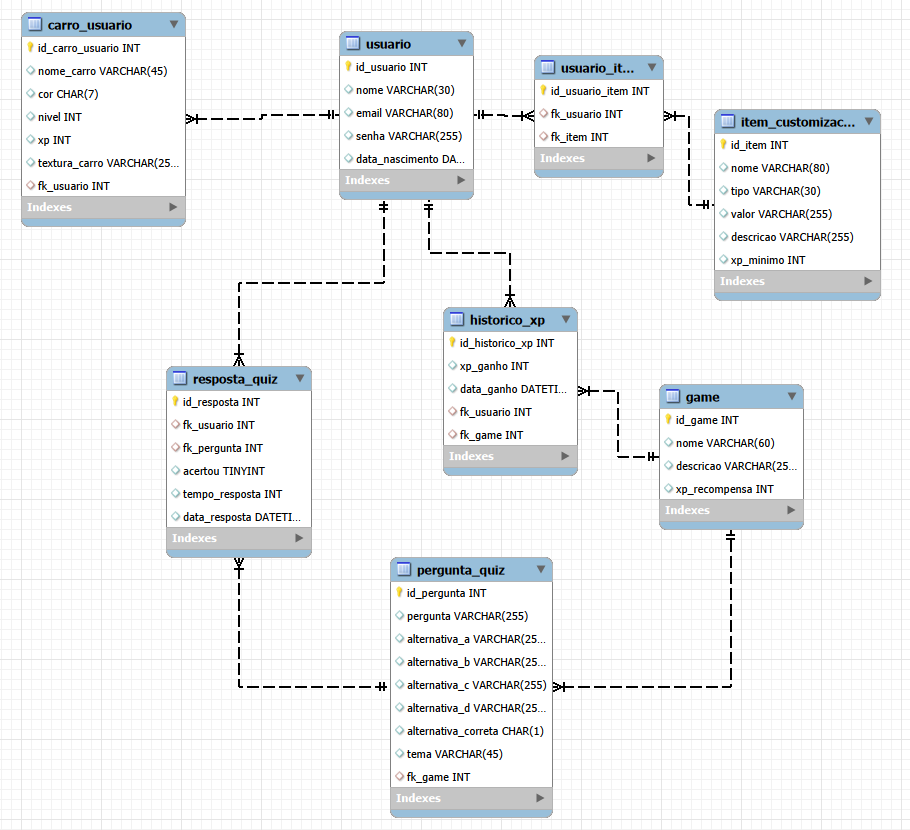 carro_usuario
id_carro_usuario INT
nome_carro VARCHAR(45)
cor CHAR(7)
nivel INT
xp INT
textura_carro VARCHAR(25...
fk_usuario INT
Indexes
usuario
id_usuario INT
nome VARCHAR(30)
email VARCHAR(80)
senha VARCHAR(255)
data_nascimento DA...
Indexes
usuario_it...
id_usuario_item INT
fk_usuario INT
fk_item INT
Indexes
item_customizac...
id_item INT
nome VARCHAR(80)
tipo VARCHAR(30)
valor VARCHAR(255)
descricao VARCHAR(255)
xp_minimo INT
Indexes
historico_xp
id_historico_xp INT
xp_ganho INT
data_ganho DATETI...
fk_usuario INT
fk_game INT
Indexes
resposta_quiz
id_resposta INT
fk_usuario INT
fk_pergunta INT
acertou TINYINT
tempo_resposta INT
data_resposta DATETI...
Indexes
game
id_game INT
nome VARCHAR(60)
descricao VARCHAR(25...
xp_recompensa INT
Indexes
pergunta_quiz
id_pergunta INT
pergunta VARCHAR(255)
alternativa_a VARCHAR(25...
alternativa_b VARCHAR(25...
alternativa_c VARCHAR(255)
alternativa_d VARCHAR(25...
alternativa_correta CHAR(1)
tema VARCHAR(45)
fk_game INT
Indexes